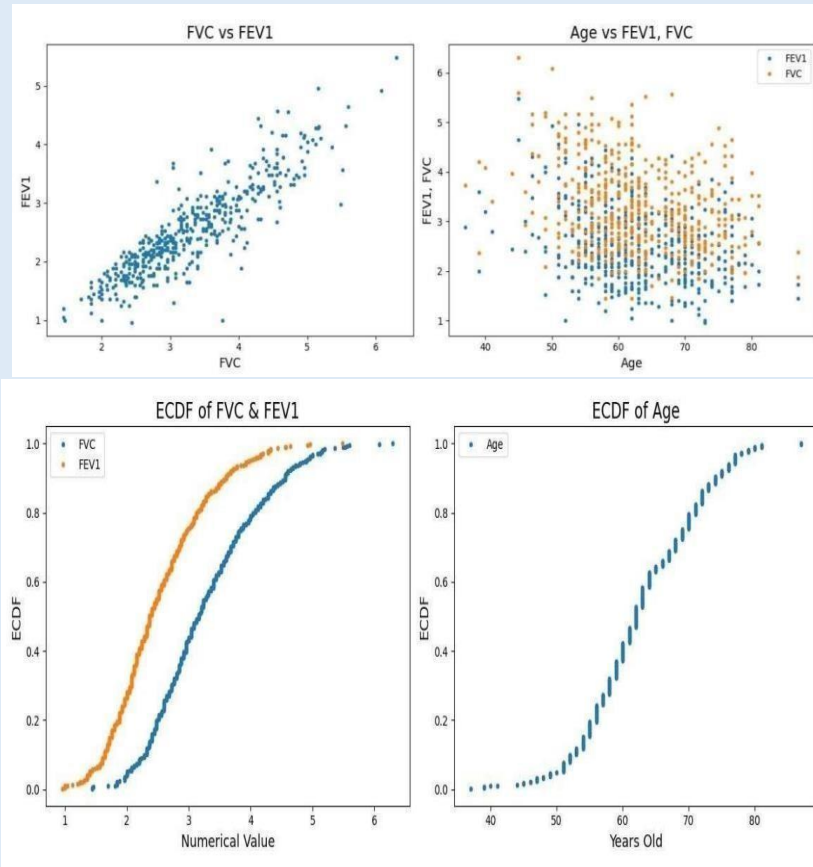 FVC vs FEV1
FEV1
5
4
3
2
1
2
3
4
5
6
FVC
Age vs FEV1, FVC
FEV1, FVC
FEV1
FVC
6
5
4
3
2
1
40
50
60
70
80
Age
ECDF of FVC & FEV1
ECDF
FVC
FEV1
1.0
0.8
0.6
0.4
0.2
0.0
1
2
3
4
5
6
Numerical Value
ECDF of Age
ECDF
Age
1.0
0.8
0.6
0.4
0.2
0.0
40
50
60
70
80
Years Old